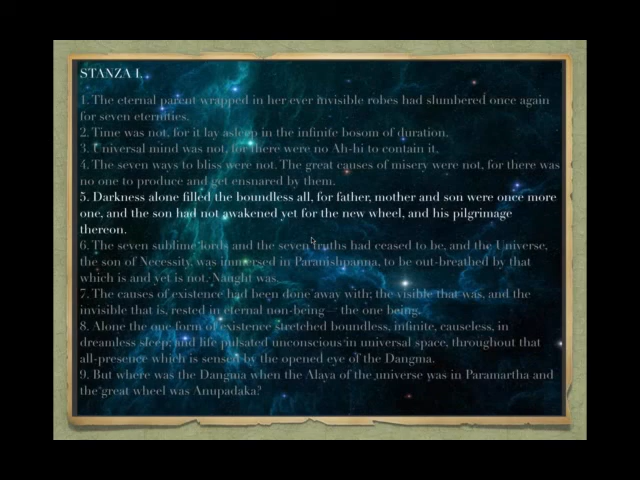 STANZA I.
1. The eternal parent wrapped in her ever invisible robes had slumbered once again
for seven eternities.
2. Time was not, for it lay asleep in the infinite bosom of duration.
3. Universal mind was not, for there were no Ah-hi to contain it.
4. The seven ways to bliss were not. The great causes of misery were not, for there was
no one to produce and get ensnared by them.
5. Darkness alone filled the boundless all, for father, mother and son were once more
one, and the son had not awakened yet for the new wheel, and his pilgrimage
thereon.
6. The seven sublime lords and the seven truths had ceased to be, and the Universe,
the son of Necessity, was immersed in Paranishpanna, to be out-breathed by that
which is and yet is not. Naught was.
7. The causes of existence had been done away with; the visible that was, and the
invisible that is, rested in eternal non-being – the one being.
8. Alone the one form of existence stretched boundless, infinite, causeless, in
dreamless sleep; and life pulsated unconscious in universal space, throughout that
all-presence which is sensed by the opened eye of the Dangma.
9. But where was the Dangma when the Alaya of the universe was in Paramartha and
the great wheel was Anupadaka?